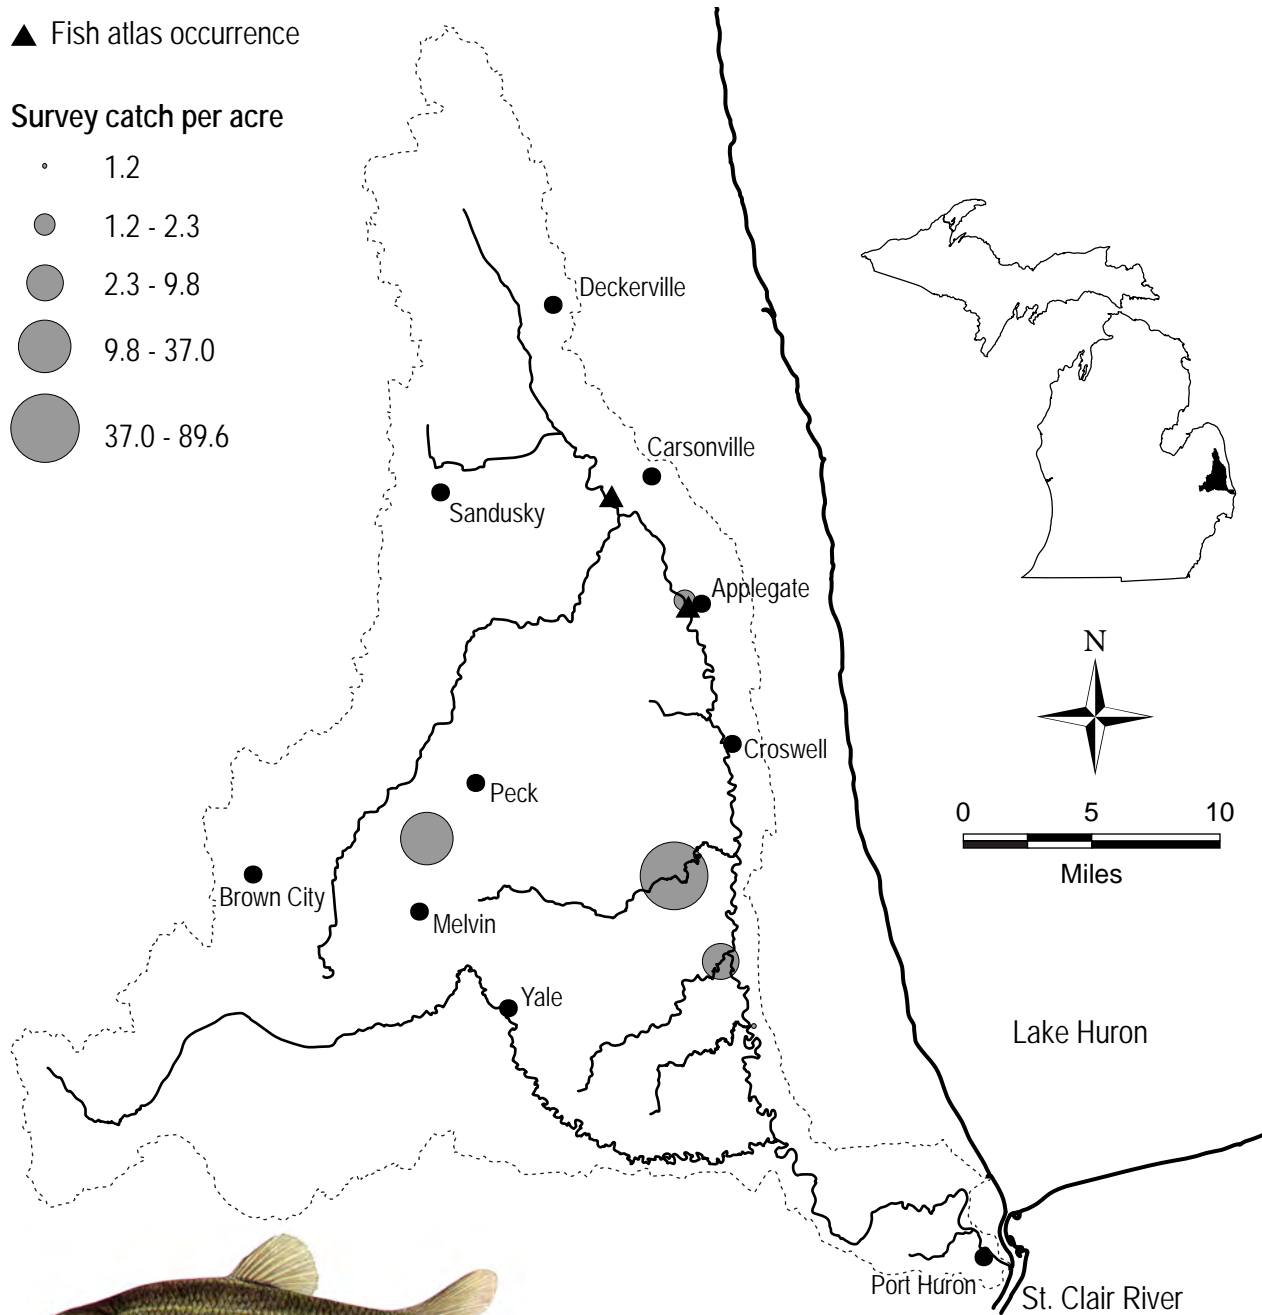 Fish atlas occurrence
Survey catch per acre
1.2
1.2 - 2.3
2.3 - 9.8
9.8 - 37.0
37.0 - 89.6
Deckerville
Carsonville
Sandusky
Applegate
Croswell
Peck
Brown City
Melvin
Yale
Port Huron
N
0 5 10
Miles
Lake Huron
St. Clair River